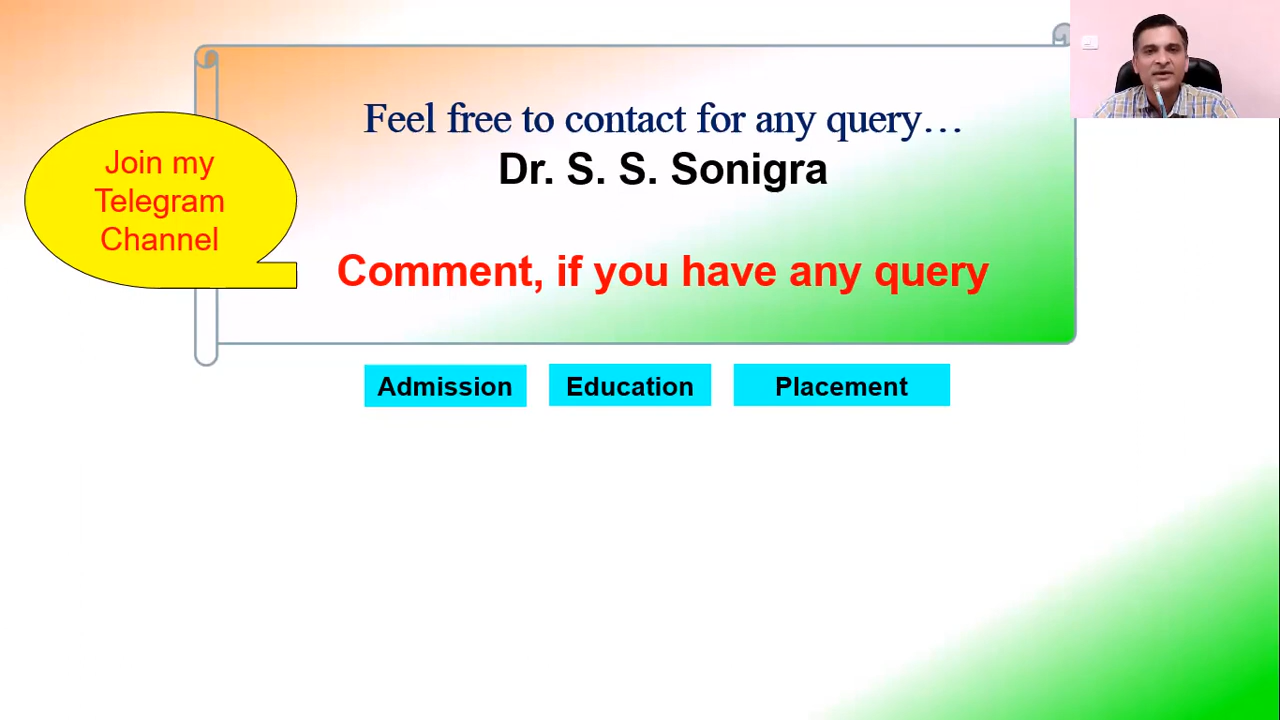 Feel free to contact for any query…
Dr. S. S. Sonigra
Join my
Telegram
Channel
Comment, if you have any query
Admission
Education
Placement